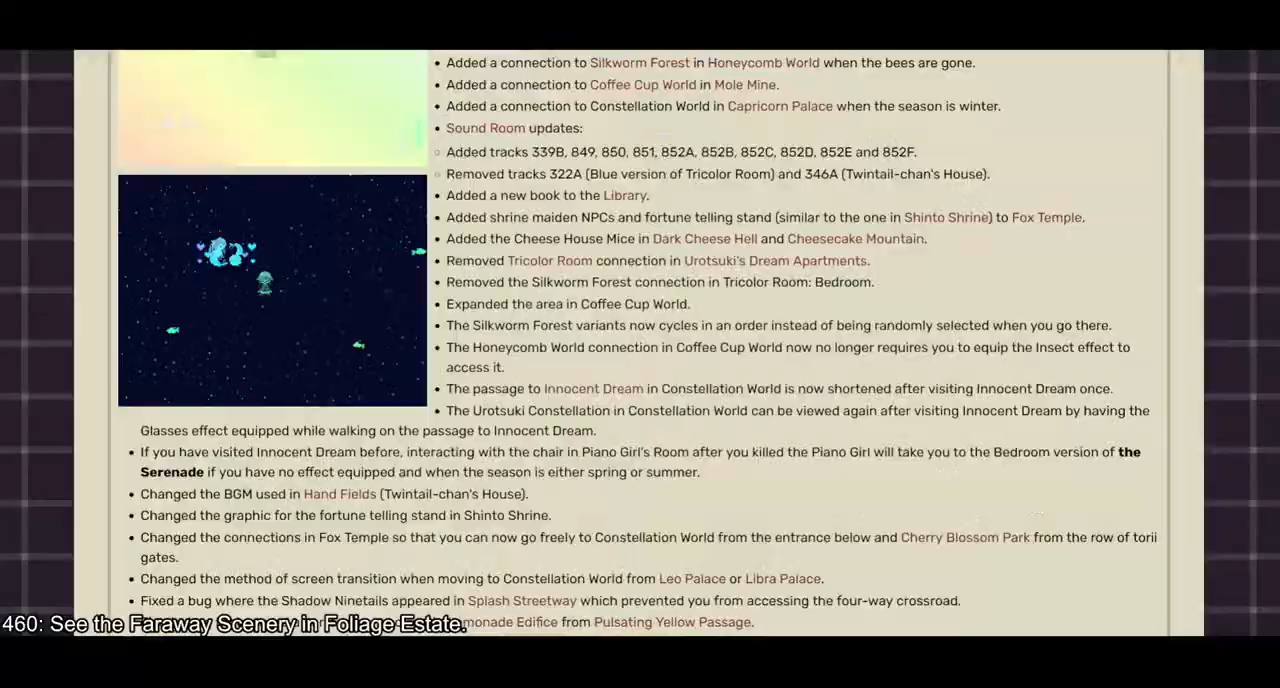 • Added a connection to Silkworm Forest in Honeycomb World when the bees are gone.
• Added a connection to Coffee Cup World in Mole Mine.
• Added a connection to Constellation World in Capricorn Palace when the season is winter.
• Sound Room updates:
◦ Added tracks 339B, 849, 850, 851, 852A, 852B, 852C, 852D, 852E and 852F.
◦ Removed tracks 322A (Blue version of Tricolor Room) and 346A (Twintail-chan's House).
• Added a new book to the Library.
• Added shrine maiden NPCs and fortune telling stand (similar to the one in Shinto Shrine) to Fox Temple.
• Added the Cheese House Mice in Dark Cheese Hell and Cheesecake Mountain.
• Removed Tricolor Room connection in Urotsuki's Dream Apartments.
• Removed the Silkworm Forest connection in Tricolor Room: Bedroom.
• Expanded the area in Coffee Cup World.
• The Silkworm Forest variants now cycles in an order instead of being randomly selected when you go there.
• The Honeycomb World connection in Coffee Cup World now no longer requires you to equip the Insect effect to
access it.
• The passage to Innocent Dream in Constellation World is now shortened after visiting Innocent Dream once.
• The Urotsuki Constellation in Constellation World can be viewed again after visiting Innocent Dream by having the
Glasses effect equipped while walking on the passage to Innocent Dream.
• If you have visited Innocent Dream before, interacting with the chair in Piano Girl's Room after you killed the Piano Girl will take you to the Bedroom version of the
Serenade if you have no effect equipped and when the season is either spring or summer.
• Changed the BGM used in Hand Fields (Twintail-chan's House).
• Changed the graphic for the fortune telling stand in Shinto Shrine.
• Changed the connections in Fox Temple so that you can now go freely to Constellation World from the entrance below and Cherry Blossom Park from the row of torii
gates.
• Changed the method of screen transition when moving to Constellation World from Leo Palace or Libra Palace.
• Fixed a bug where the Shadow Ninetails appeared in Splash Streetway which prevented you from accessing the four-way crossroad.
460: See the Faraway Scenery in Foliage Estate.
Edifice from Pulsating Yellow Passage.